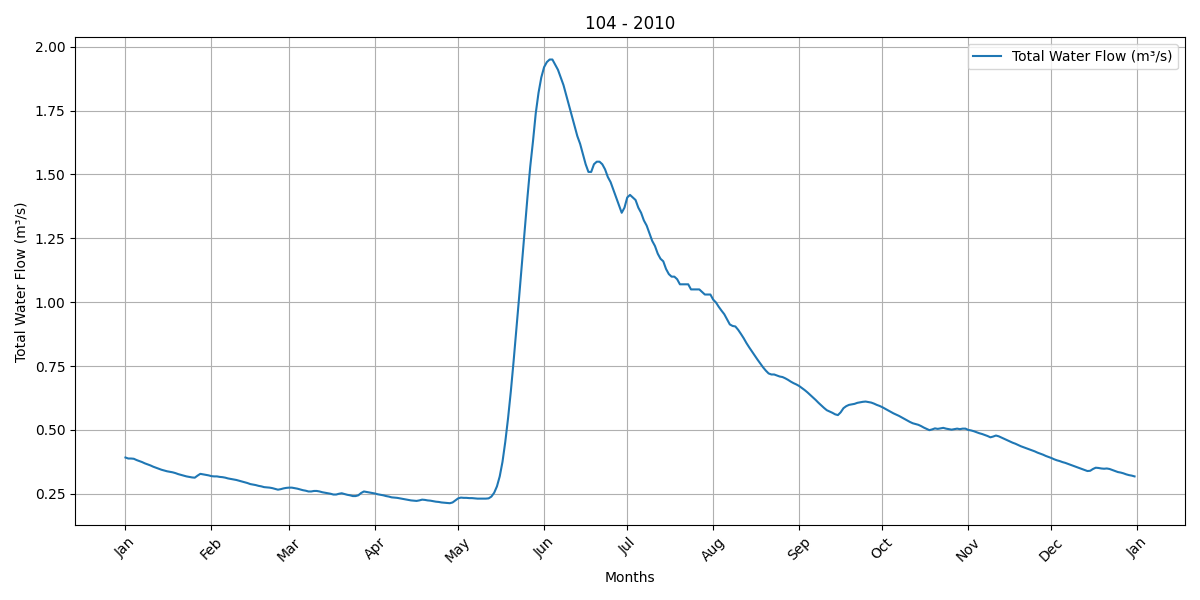 104 - 2010
Total Water Flow (m³/s)
Total Water Flow (m³/s)
2.00
1.75
1.50
1.25
1.00
0.75
0.50
0.25
Jan
Feb
Mar
Apr
May
Jun
Jul
Aug
Sep
Oct
Nov
Dec
Jan
Months